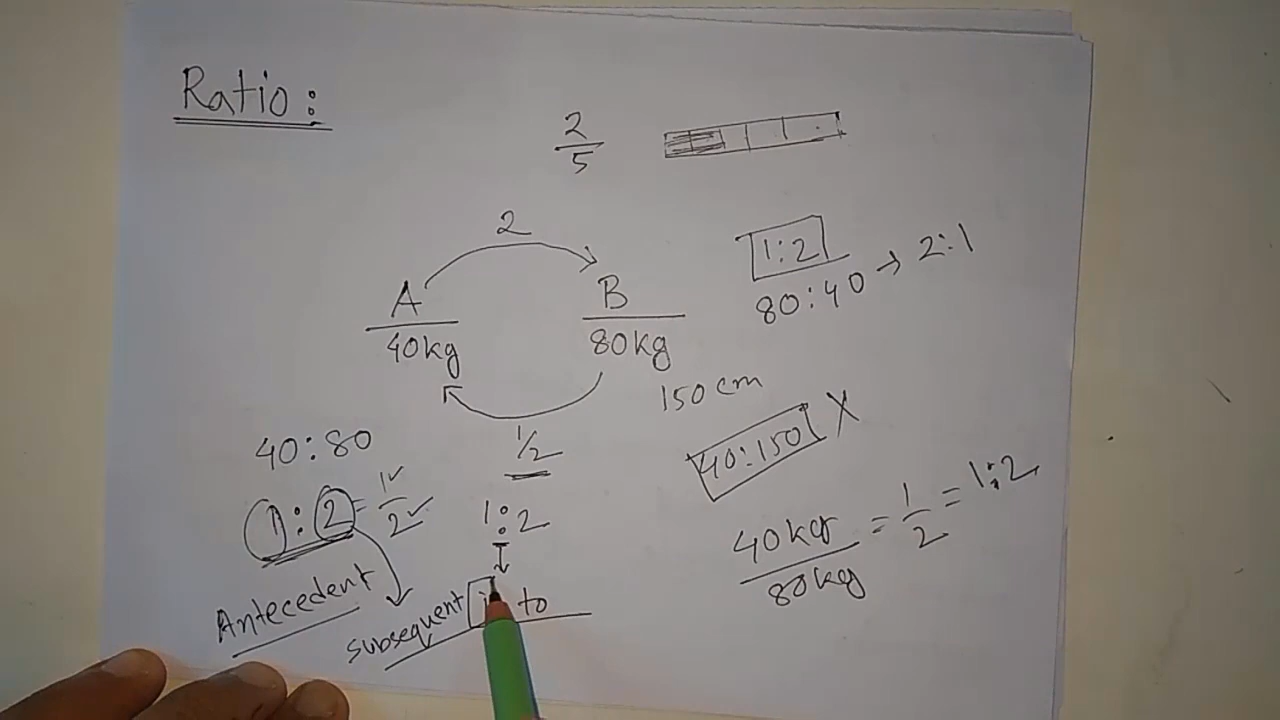 Ratio:
2/5
2
A
40kg
B
80kg
1/2
1:2
80:40 → 2:1
150 cm
40:150 X
40:80
1:2 = 1/2
1:2
to
Antecedent
subsequent
40kg/80kg = 1/2 = 1:2